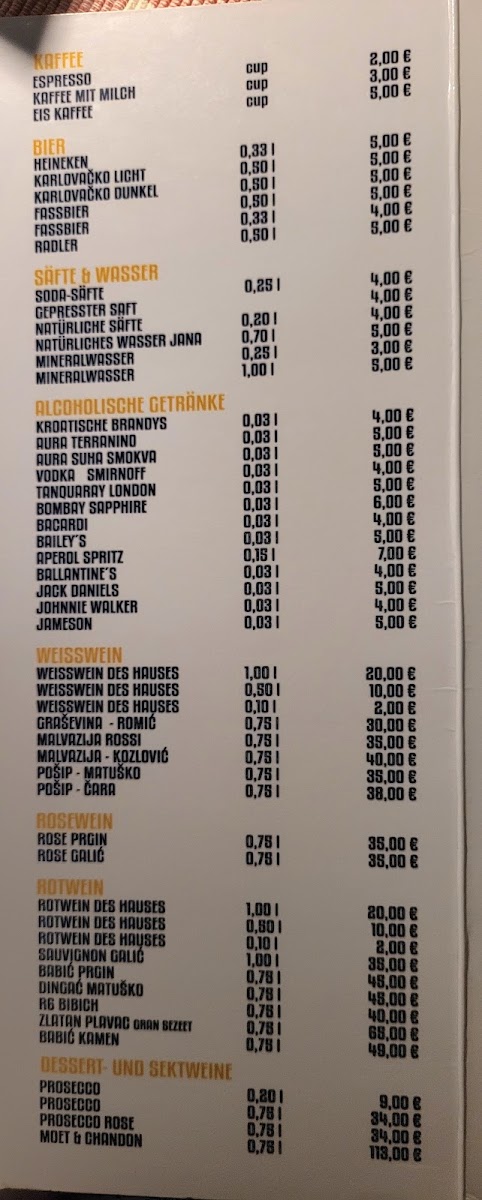 KAFFEE
ESPRESSO cup 2,00 €
KAFFEE MIT MILCH cup 3,00 €
EIS KAFFEE cup 5,00 €
BIER
HEINEKEN 0,33 l 5,00 €
KARLOVAČKO LICHT 0,50 l 5,00 €
KARLOVAČKO DUNKEL 0,50 l 5,00 €
FASSBIER 0,50 l 5,00 €
FASSBIER 0,33 l 4,00 €
RADLER 0,50 l 5,00 €
SÄFTE & WASSER
SODA-SÄFTE 0,25 l 4,00 €
GEPRESSTER SAFT 4,00 €
NATÜRLICHE SÄFTE 0,20 l 4,00 €
NATÜRLICHES WASSER JANA 0,70 l 5,00 €
MINERALWASSER 0,25 l 3,00 €
MINERALWASSER 1,00 l 5,00 €
ALCOHOLISCHE GETRÄNKE
KROATISCHE BRANDYS 0,03 l 4,00 €
AURA TERRANINO 0,03 l 5,00 €
AURA SUHA SMOKVA 0,03 l 5,00 €
VODKA SMIRNOFF 0,03 l 4,00 €
TANQUARAY LONDON 0,03 l 5,00 €
BOMBAY SAPPHIRE 0,03 l 6,00 €
BACARDI 0,03 l 4,00 €
BAILEY´S 0,03 l 5,00 €
APEROL SPRITZ 0,15 l 7,00 €
BALLANTINE´S 0,03 l 4,00 €
JACK DANIELS 0,03 l 5,00 €
JOHNNIE WALKER 0,03 l 4,00 €
JAMESON 0,03 l 5,00 €
WEISSWEIN
WEISSWEIN DES HAUSES 1,00 l 20,00 €
WEISSWEIN DES HAUSES 0,50 l 10,00 €
WEISSWEIN DES HAUSES 0,10 l 2,00 €
GRAŠEVINA - ROMIĆ 0,75 l 30,00 €
MALVAZIJA ROSSI 0,75 l 35,00 €
MALVAZIJA - KOZLOVIĆ 0,75 l 40,00 €
POŠIP - MATUŠKO 0,75 l 35,00 €
POŠIP - ČARA 0,75 l 38,00 €
ROSEWEIN
ROSE PRGIN 0,75 l 35,00 €
ROSE GALIĆ 0,75 l 35,00 €
ROTWEIN
ROTWEIN DES HAUSES 1,00 l 20,00 €
ROTWEIN DES HAUSES 0,50 l 10,00 €
ROTWEIN DES HAUSES 0,10 l 2,00 €
SAUVIGNON GALIĆ 1,00 l 35,00 €
BABIĆ PRGIN 0,75 l 45,00 €
DINGAĆ MATUŠKO 0,75 l 45,00 €
R6 BIBICH 0,75 l 40,00 €
ZLATAN PLAVAC GRAN 0,75 l 65,00 €
BABIĆ KAMEN 0,75 l 49,00 €
DESSERT- UND SEKTWEINE
PROSECCO 0,20 l 9,00 €
PROSECCO 0,75 l 34,00 €
PROSECCO ROSE 0,75 l 34,00 €
MOET & CHANDON 0,75 l 113,00 €